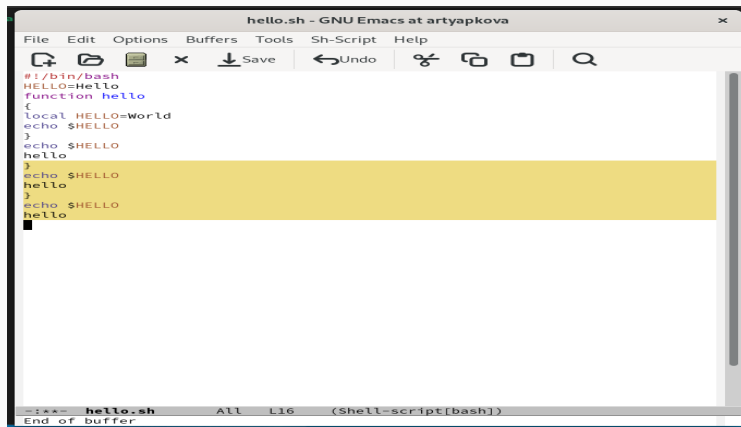 hello.sh - GNU Emacs at artyapkova
File Edit Options Buffers Tools Sh-Script Help
Save Undo
#!/bin/bash
HELLO=Hello
function hello
{
local HELLO=World
echo $HELLO
}
echo $HELLO
hello
}
echo $HELLO
hello
}
echo $HELLO
hello
-:**- hello.sh All L16 (Shell-script[bash])
End of buffer